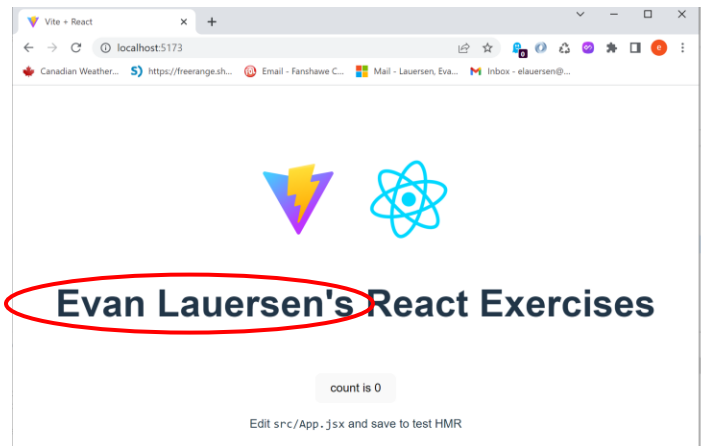 Vite + React
localhost:5173
0
e
Canadian Weather...
S) https://freerange.sh...
Email - Fanshawe C...
Mail - Lauersen, Eva...
M Inbox - elauersen@...
Evan Lauersen's React Exercises
count is 0
Edit src/App.jsx and save to test HMR